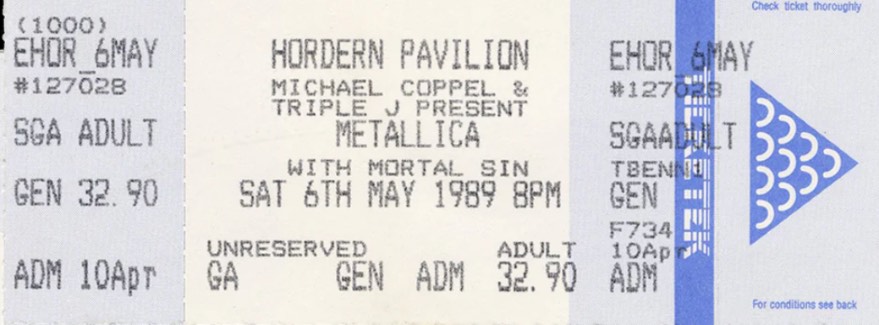 (1000)
EHOR 6MAY
#127028
SGA ADULT
GEN 32.90
ADM 10Apr
HORDERN PAVILION
MICHAEL COPPEL &
TRIPLE J PRESENT
METALLICA
WITH MORTAL SIN
SAT 6TH MAY 1989 8PM
UNRESERVED ADULT
GA GEN ADM 32.90
EHOR 6MAY
#127028
SGAADULT
TBENN1
GEN
F734
10Apr
ADM
Check ticket thoroughly
For conditions see back